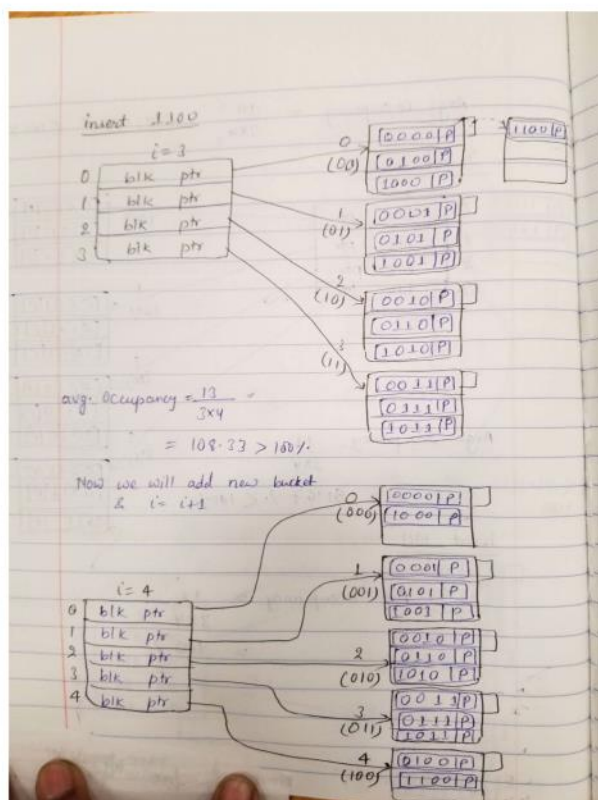 insert 1100
i = 3
0 blk ptr
1 blk ptr
2 blk ptr
3 blk ptr
0
(00)
0000 P
0100 P
1000 P
1100 P
1
(01)
0001 P
0101 P
1001 P
2
(10)
0010 P
0110 P
1010 P
3
(11)
0011 P
0111 P
1011 P
avg. Occupancy = 13
3x4
= 108.33 > 100%.
Now we will add new bucket
& i = i+1
0
(000)
0000 P
1000 P
i = 4
0 blk ptr
1 blk ptr
2 blk ptr
3 blk ptr
4 blk ptr
1
(001)
0001 P
0101 P
1001 P
2
(010)
0010 P
0110 P
1010 P
3
(011)
0011 P
0111 P
1011 P
4
(100)
0100 P
1100 P